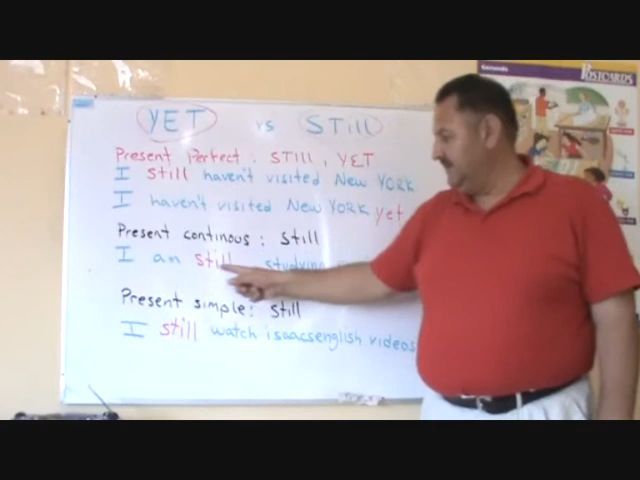 YET vs STill
POSTCARDS
Present Perfect : STILL , YET
I still haven't visited New YORK
I haven't visited New YORK yet
Present continous : Still
I an still studying
Present simple: still
I still watch isaacsenglish videos